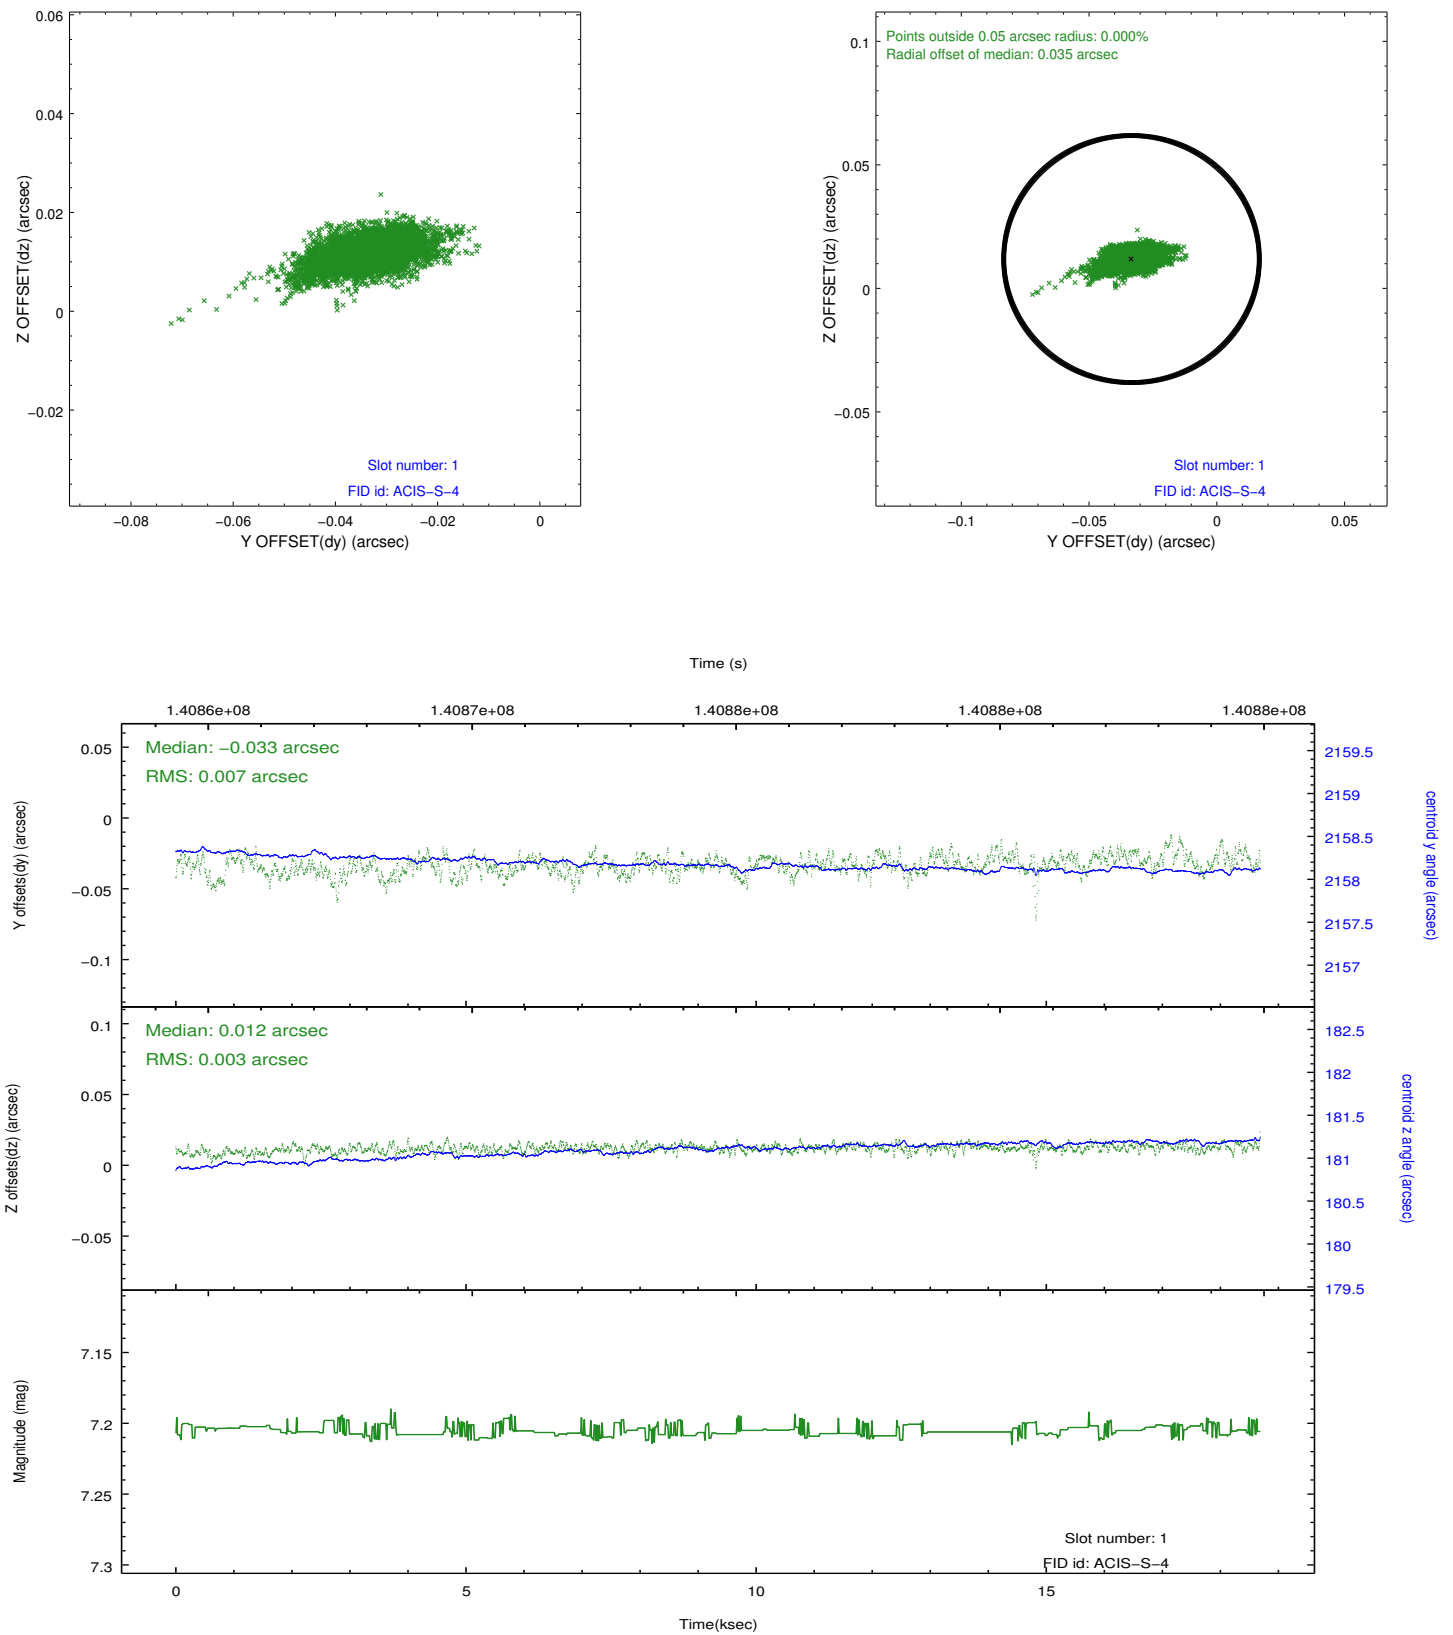 0.06
0.04
0.02
0
−0.02
Z OFFSET(dz) (arcsec)
Slot number: 1
FID id: ACIS−S−4
−0.08 −0.06 −0.04 −0.02 0
Y OFFSET(dy) (arcsec)
Points outside 0.05 arcsec radius: 0.000%
Radial offset of median: 0.035 arcsec
0.1
0.05
0
−0.05
Z OFFSET(dz) (arcsec)
Slot number: 1
FID id: ACIS−S−4
−0.1 −0.05 0 0.05
Y OFFSET(dy) (arcsec)
Time (s)
1.4086e+08 1.4087e+08 1.4088e+08 1.4088e+08 1.4088e+08
Median: −0.033 arcsec
RMS: 0.007 arcsec
0.05
0
−0.05
−0.1
Y offsets(dy) (arcsec)
2159.5
2159
2158.5
2158
2157.5
2157
centroid y angle (arcsec)
Median: 0.012 arcsec
RMS: 0.003 arcsec
0.1
0.05
0
−0.05
Z offsets(dz) (arcsec)
182.5
182
181.5
181
180.5
180
179.5
centroid z angle (arcsec)
7.15
7.2
7.25
7.3
Magnitude (mag)
Slot number: 1
FID id: ACIS−S−4
0 5 10 15
Time(ksec)